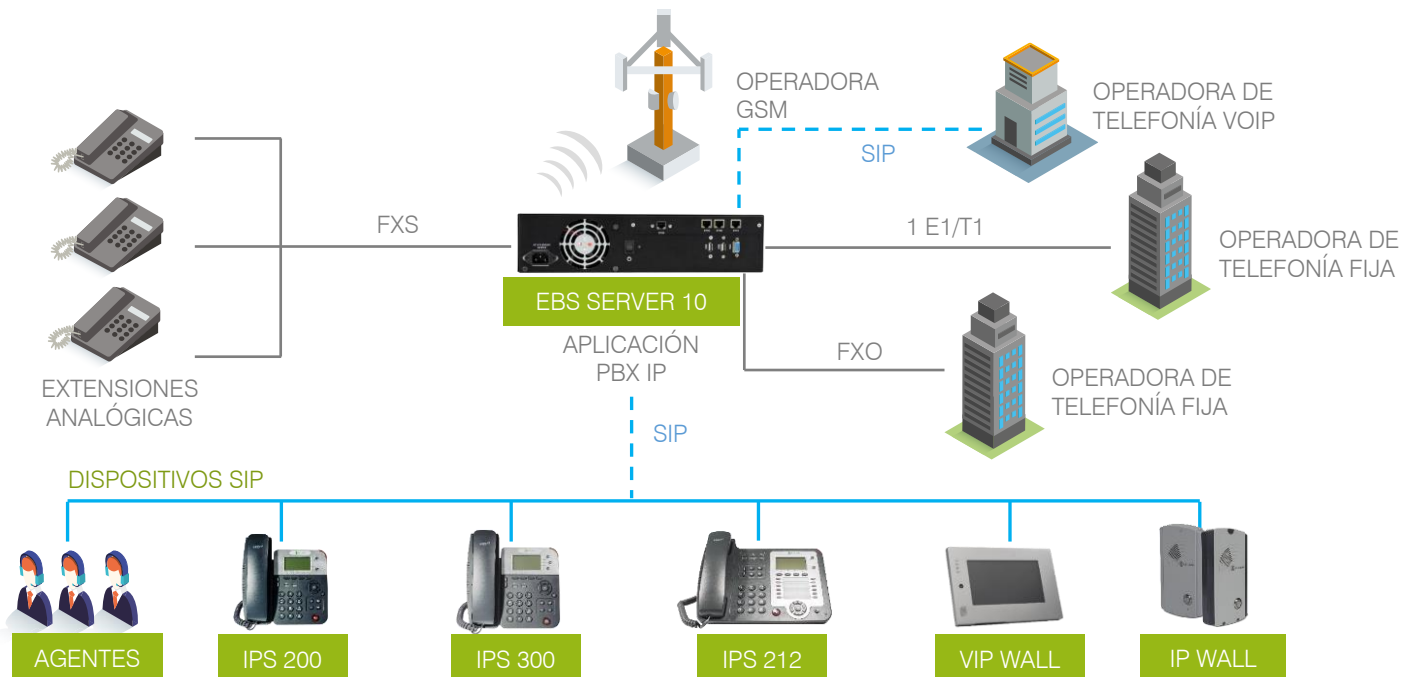 OPERADORA
GSM
OPERADORA DE
TELEFONÍA VOIP
SIP
FXS
1 E1/T1
OPERADORA DE
TELEFONÍA FIJA
EBS SERVER 10
APLICACIÓN
PBX IP
FXO
OPERADORA DE
TELEFONÍA FIJA
EXTENSIONES
ANALÓGICAS
SIP
DISPOSITIVOS SIP
AGENTES
IPS 200
IPS 300
IPS 212
VIP WALL
IP WALL